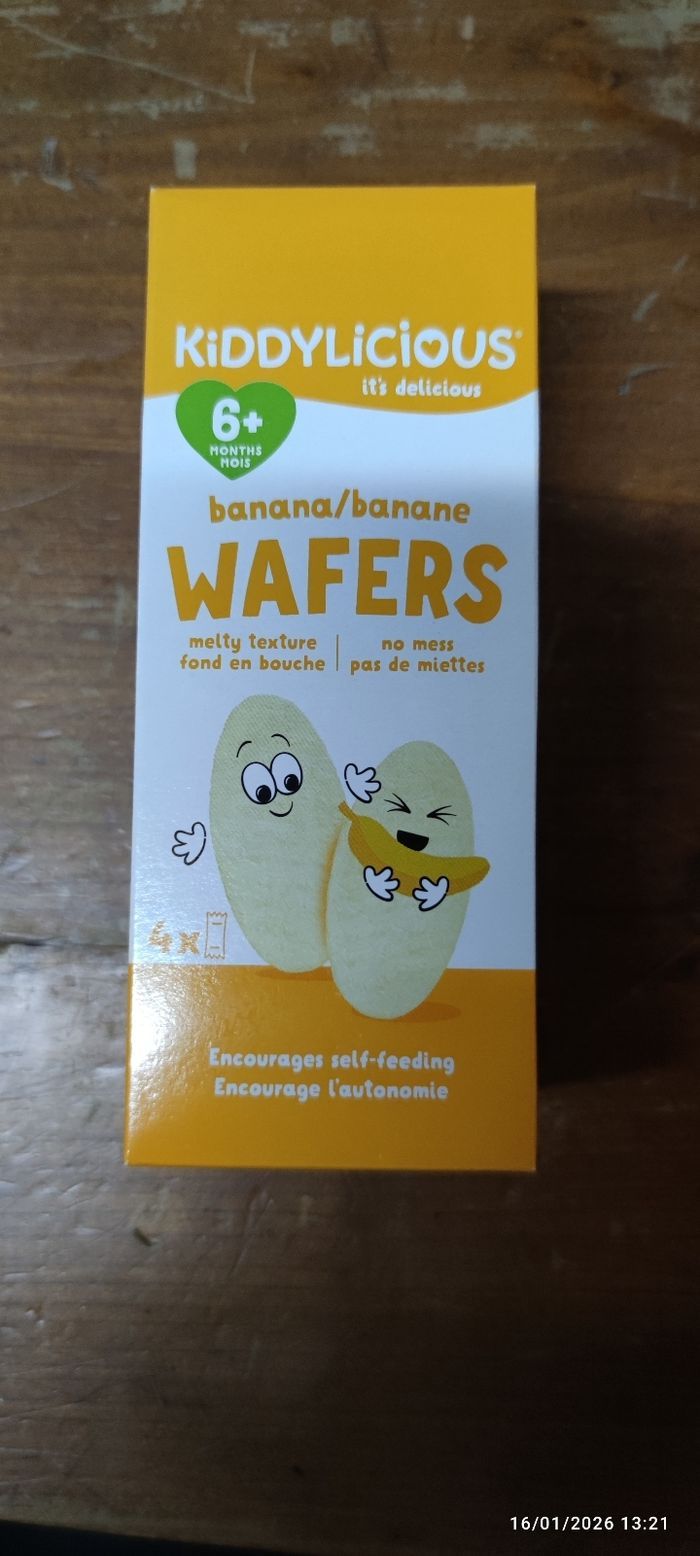 KiDDYLiCiOUS
it's delicious
6+
MONTHS
MOIS
banana/banane
WAFERS
melty texture
fond en bouche
no mess
pas de miettes
4x
Encourages self-feeding
Encourage l'autonomie
16/01/2026 13:21